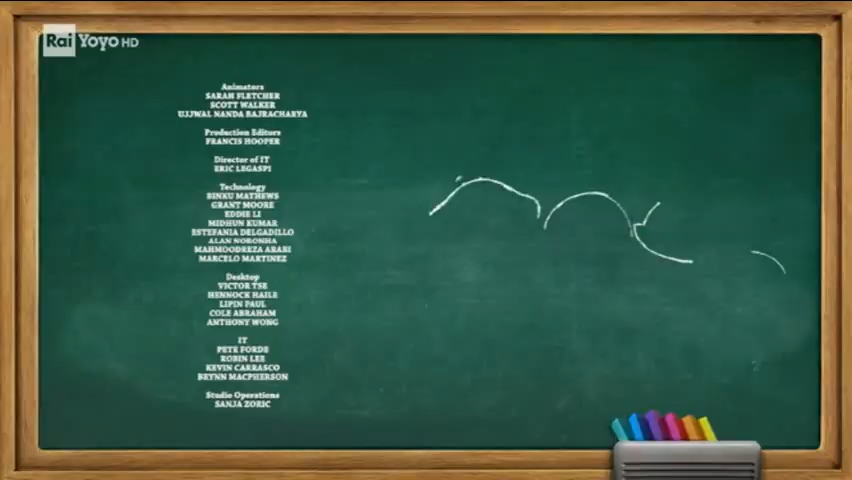 Rai Yoyo HD
Animators
SARAH FLETCHER
SCOTT WALKER
UJJWAL NANDA BAJRACHARYA
Production Editors
FRANCIS HOOPER
Director of IT
ERIC LEGASPI
Technology
BINKU MATHEWS
GRANT MOORE
EDDIE LI
MIDHUN KUMAR
ESTEFANIA DELGADILLO
ALAN NORONHA
MAHMOODREZA ARABI
MARCELO MARTINEZ
Desktop
VICTOR TSE
HENNOCK HAILE
LIPIN PAUL
COLE ABRAHAM
ANTHONY WONG
IT
PETE FORDE
ROBIN LEE
KEVIN CARRASCO
BRYNN MACPHERSON
Studio Operations
SANJA ZORIC